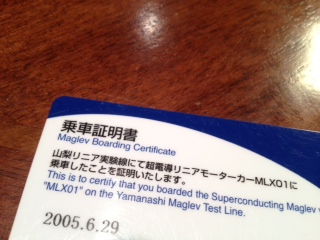 乗車証明書
Maglev Boarding Certificate
山梨リニア実験線にて超電導リニアモーターカーMLX01に
乗車したことを証明いたします。
This is to certify that you boarded the Superconducting Maglev
"MLX01" on the Yamanashi Maglev Test Line.
2005.6.29